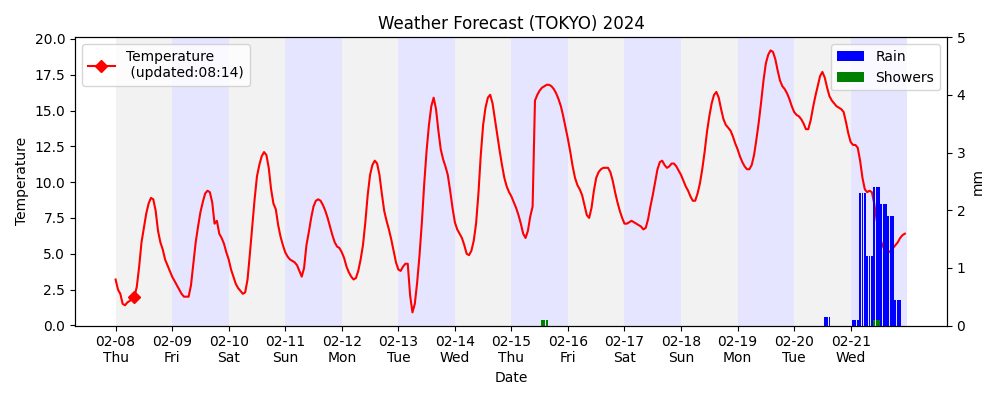 Weather Forecast (TOKYO) 2024
Temperature
(updated:08:14)
Rain
Showers
20.0
17.5
15.0
12.5
10.0
7.5
5.0
2.5
0.0
Temperature
5
4
3
2
1
0
mm
02-08 02-09 02-10 02-11 02-12 02-13 02-14 02-15 02-16 02-17 02-18 02-19 02-20 02-21
Thu Fri Sat Sun Mon Tue Wed Thu Fri Sat Sun Mon Tue Wed
Date